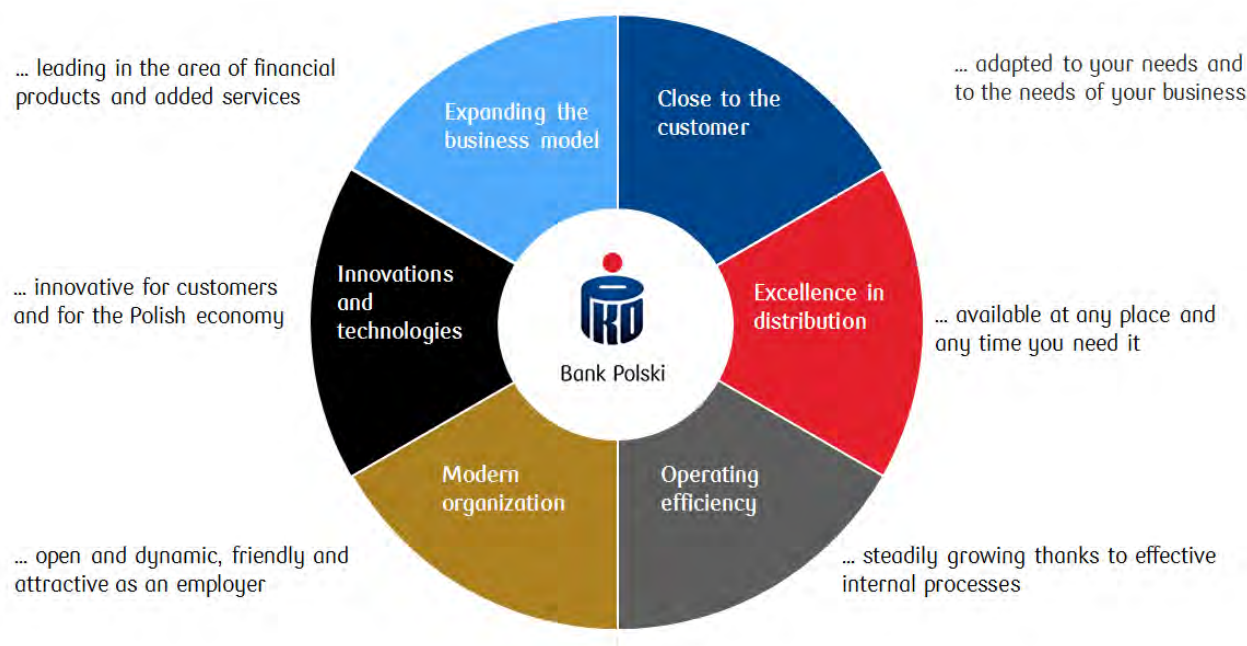 ... leading in the area of financial
products and added services
Expanding the
business model
Close to the
customer
... adapted to your needs and
to the needs of your business
... innovative for customers
and for the Polish economy
Innovations
and
technologies
PKO
Bank Polski
Excellence in
distribution
... available at any place and
any time you need it
... open and dynamic, friendly and
attractive as an employer
Modern
organization
Operating
efficiency
... steadily growing thanks to effective
internal processes